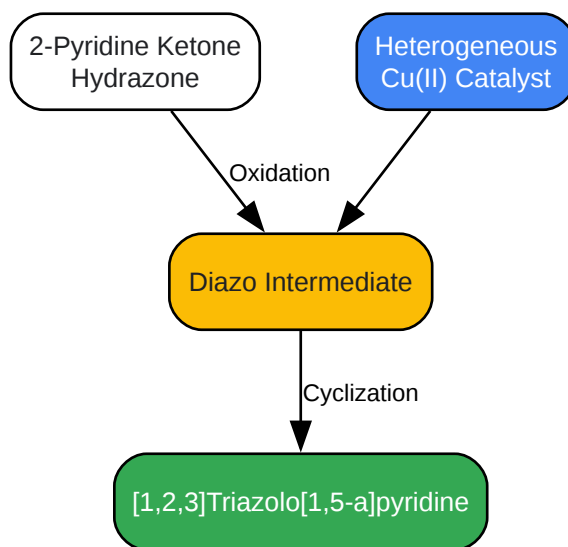 2-Pyridine Ketone
Hydrazone
Heterogeneous
Cu(II) Catalyst
Oxidation
Diazo Intermediate
Cyclization
[1,2,3]Triazolo[1,5-a]pyridine